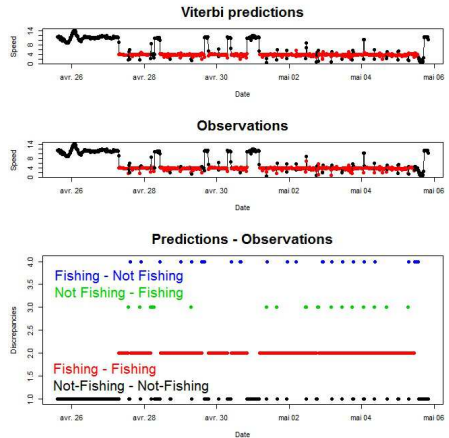 Viterbi predictions
Speed
0 4 8 14
avr. 26 avr. 28 avr. 30 mai 02 mai 04 mai 06
Date
Observations
Speed
0 4 8 14
avr. 26 avr. 28 avr. 30 mai 02 mai 04 mai 06
Date
Predictions - Observations
Discrepancies
4.0
3.5
3.0
2.5
2.0
1.5
1.0
Fishing - Not Fishing
Not Fishing - Fishing
Fishing - Fishing
Not-Fishing - Not-Fishing
avr. 26 avr. 28 avr. 30 mai 02 mai 04 mai 06
Date